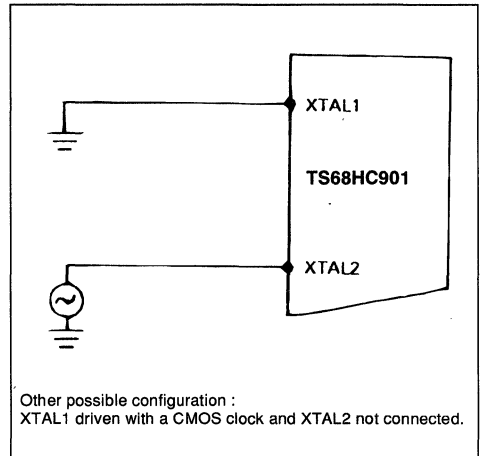 XTAL1
TS68HC901
XTAL2
Other possible configuration :
XTAL1 driven with a CMOS clock and XTAL2 not connected.